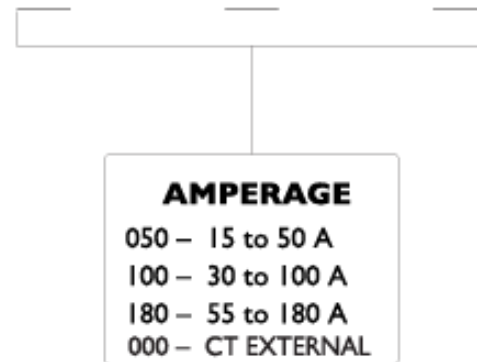 AMPERAGE
050 – 15 to 50 A
100 – 30 to 100 A
180 – 55 to 180 A
000 – CT EXTERNAL